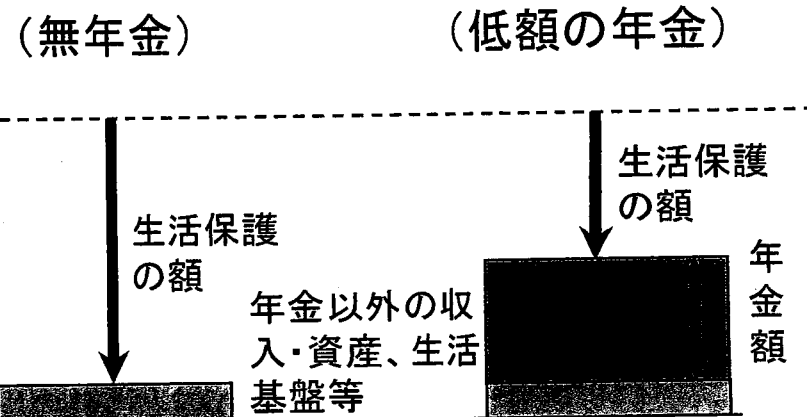 （無年金）
（低額の年金）
生活保護
の額
生活保護
の額
年金以外の収
入・資産、生活
基盤等
年
金
額